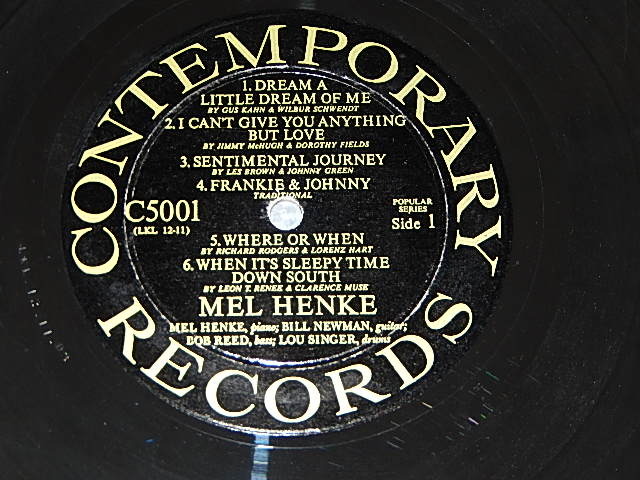 CONTEMPORARY
1. DREAM A
LITTLE DREAM OF ME
BY GUS KAHN & WILBUR SCHWENDT
2. I CAN'T GIVE YOU ANYTHING
BUT LOVE
BY JIMMY McHUGH & DOROTHY FIELDS
3. SENTIMENTAL JOURNEY
BY LES BROWN & JOHNNY GREEN
4. FRANKIE & JOHNNY
TRADITIONAL
C5001
(LKL 12-11)
POPULAR
SERIES
Side 1
5. WHERE OR WHEN
BY RICHARD RODGERS & LORENZ HART
6. WHEN IT'S SLEEPY TIME
DOWN SOUTH
BY LEON T. RENEE & CLARENCE MUSE
MEL HENKE
MEL HENKE, piano; BILL NEWMAN, guitar;
BOB REED, bass; LOU SINGER, drums
RECORDS